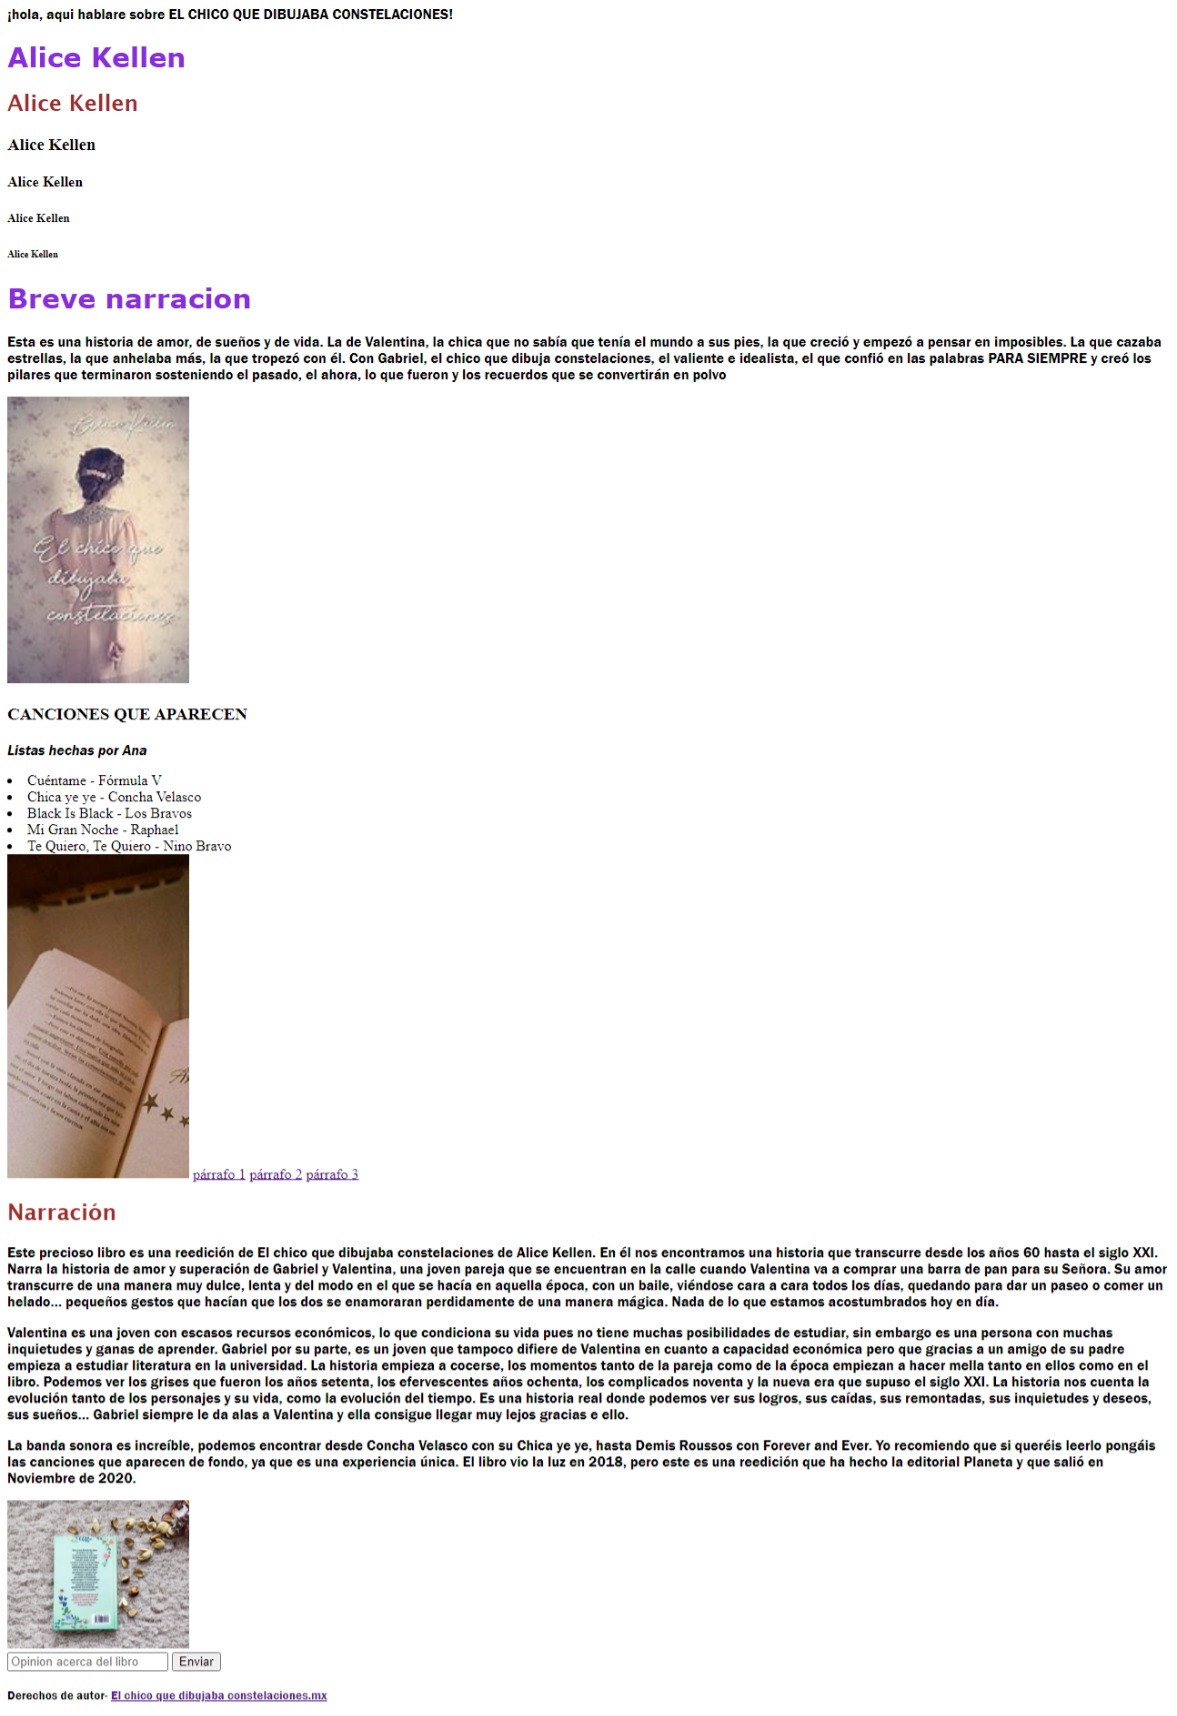 ¡hola, aqui hablare sobre EL CHICO QUE DIBUJABA CONSTELACIONES!
Alice Kellen
Alice Kellen
Alice Kellen
Alice Kellen
Alice Kellen
Alice Kellen
Breve narracion
Esta es una historia de amor, de sueños y de vida. La de Valentina, la chica que no sabía que tenía el mundo a sus pies, la que creció y empezó a pensar en imposibles. La que cazaba
estrellas, la que anhelaba más, la que tropezó con él. Con Gabriel, el chico que dibuja constelaciones, el valiente e idealista, el que confió en las palabras PARA SIEMPRE y creó los
pilares que terminaron sosteniendo el pasado, el ahora, lo que fueron y los recuerdos que se convertirán en polvo
Alice Kellen
El chico que
dibujaba
constelaciones
CANCIONES QUE APARECEN
Listas hechas por Ana
• Cuéntame - Fórmula V
• Chica ye ye - Concha Velasco
• Black Is Black - Los Bravos
• Mi Gran Noche - Raphael
• Te Quiero, Te Quiero - Nino Bravo
párrafo 1 párrafo 2 párrafo 3
Narración
Este precioso libro es una reedición de El chico que dibujaba constelaciones de Alice Kellen. En él nos encontramos una historia que transcurre desde los años 60 hasta el siglo XXI.
Narra la historia de amor y superación de Gabriel y Valentina, una joven pareja que se encuentran en la calle cuando Valentina va a comprar una barra de pan para su Señora. Su amor
transcurre de una manera muy dulce, lenta y del modo en el que se hacía en aquella época, con un baile, viéndose cara a cara todos los días, quedando para dar un paseo o comer un
helado... pequeños gestos que hacían que los dos se enamoraran perdidamente de una manera mágica. Nada de lo que estamos acostumbrados hoy en día.
Valentina es una joven con escasos recursos económicos, lo que condiciona su vida pues no tiene muchas posibilidades de estudiar, sin embargo es una persona con muchas
inquietudes y ganas de aprender. Gabriel por su parte, es un joven que tampoco difiere de Valentina en cuanto a capacidad económica pero que gracias a un amigo de su padre
empieza a estudiar literatura en la universidad. La historia empieza a cocerse, los momentos tanto de la pareja como de la época empiezan a hacer mella tanto en ellos como en el
libro. Podemos ver los grises que fueron los años setenta, los efervescentes años ochenta, los complicados noventa y la nueva era que supuso el siglo XXI. La historia nos cuenta la
evolución tanto de los personajes y su vida, como la evolución del tiempo. Es una historia real donde podemos ver sus logros, sus caídas, sus remontadas, sus inquietudes y deseos,
sus sueños... Gabriel siempre le da alas a Valentina y ella consigue llegar muy lejos gracias e ello.
La banda sonora es increíble, podemos encontrar desde Concha Velasco con su Chica ye ye, hasta Demis Roussos con Forever and Ever. Yo recomiendo que si queréis leerlo pongáis
las canciones que aparecen de fondo, ya que es una experiencia única. El libro vio la luz en 2018, pero este es una reedición que ha hecho la editorial Planeta y que salió en
Noviembre de 2020.
Opinion acerca del libro Enviar
Derechos de autor- El chico que dibujaba constelaciones.mx